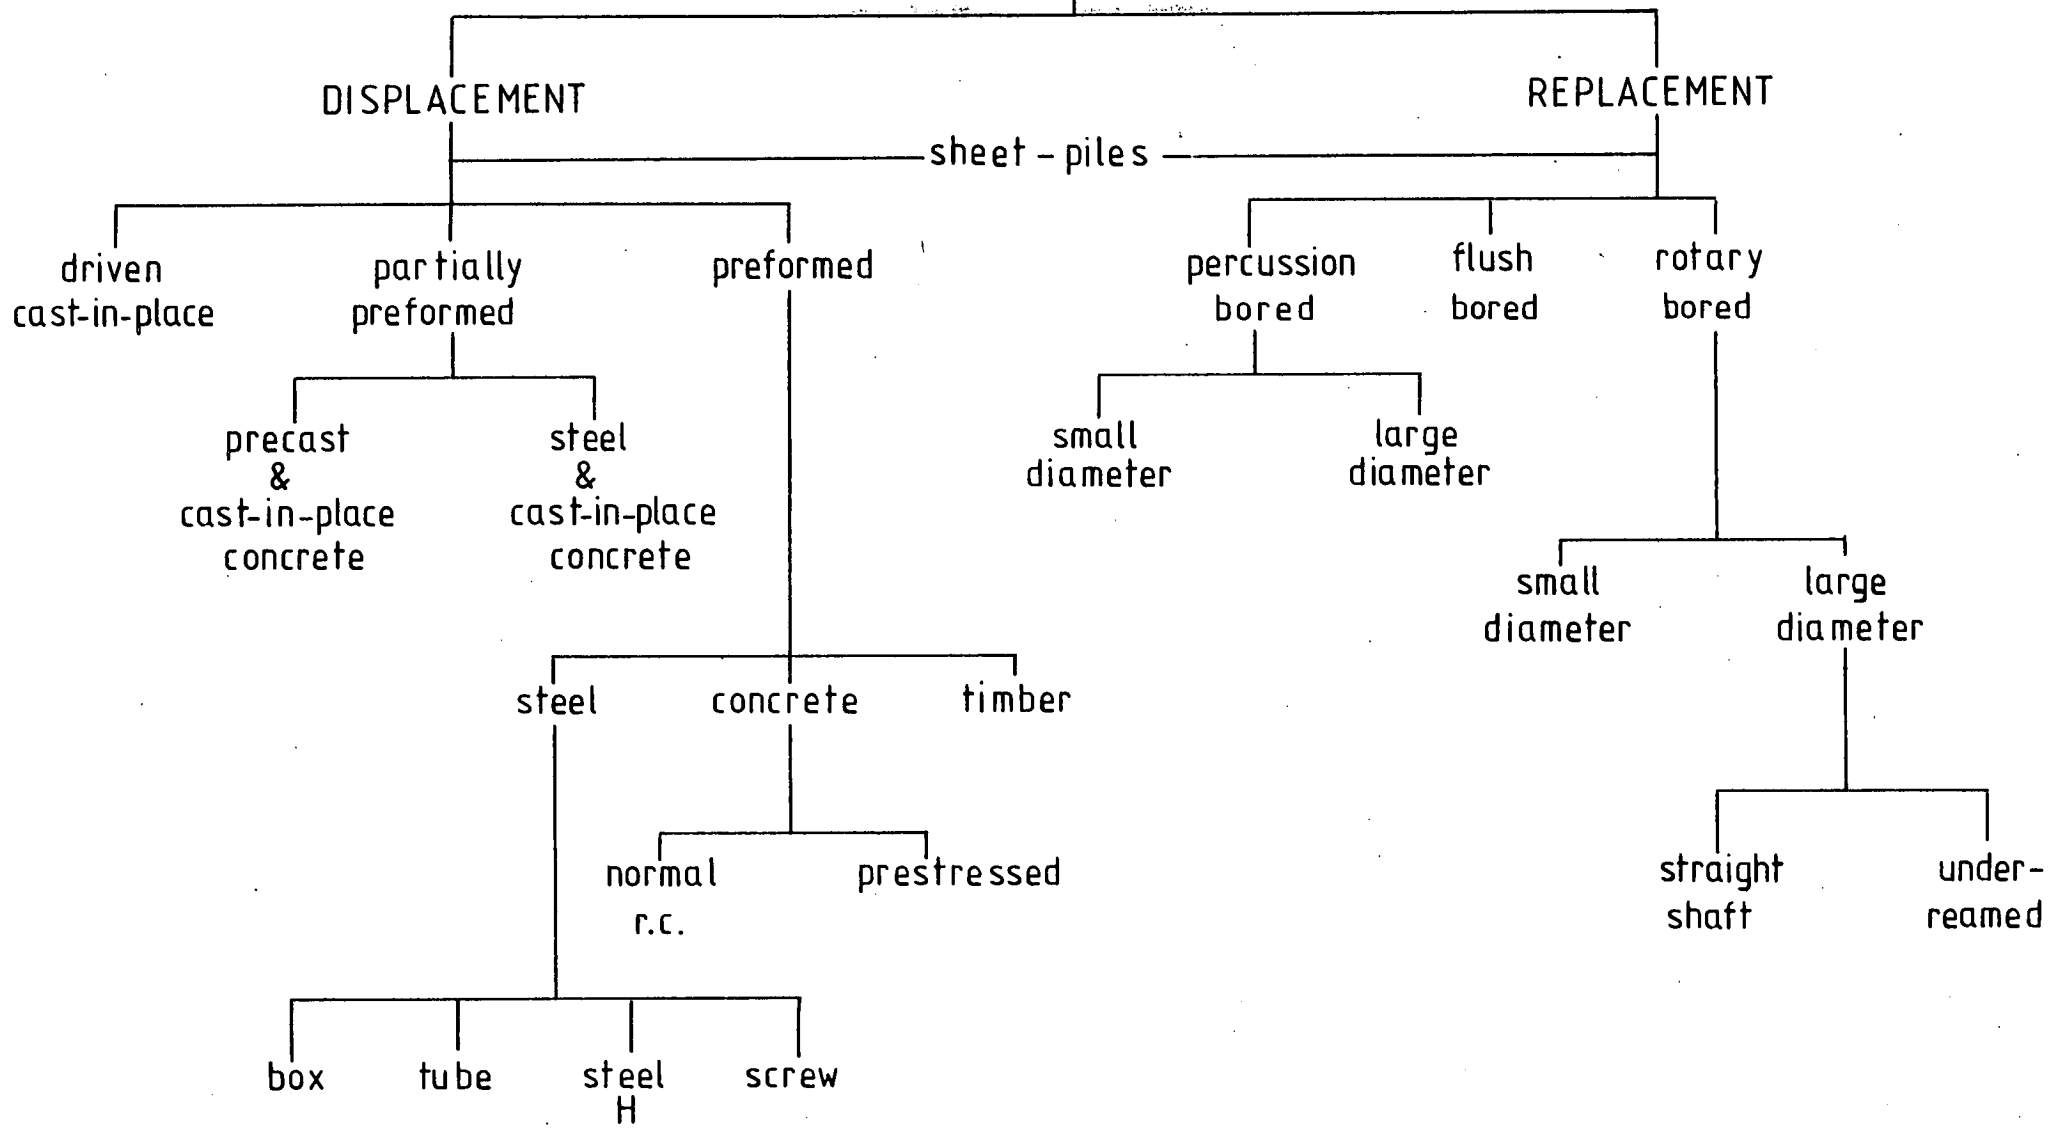 DISPLACEMENT
REPLACEMENT
sheet-piles
driven
cast-in-place
partially
preformed
preformed
percussion
bored
flush
bored
rotary
bored
precast
&
cast-in-place
concrete
steel
&
cast-in-place
concrete
small
diameter
large
diameter
small
diameter
large
diameter
steel
concrete
timber
normal
r.c.
prestressed
straight
shaft
under-
reamed
box
tube
steel
H
screw